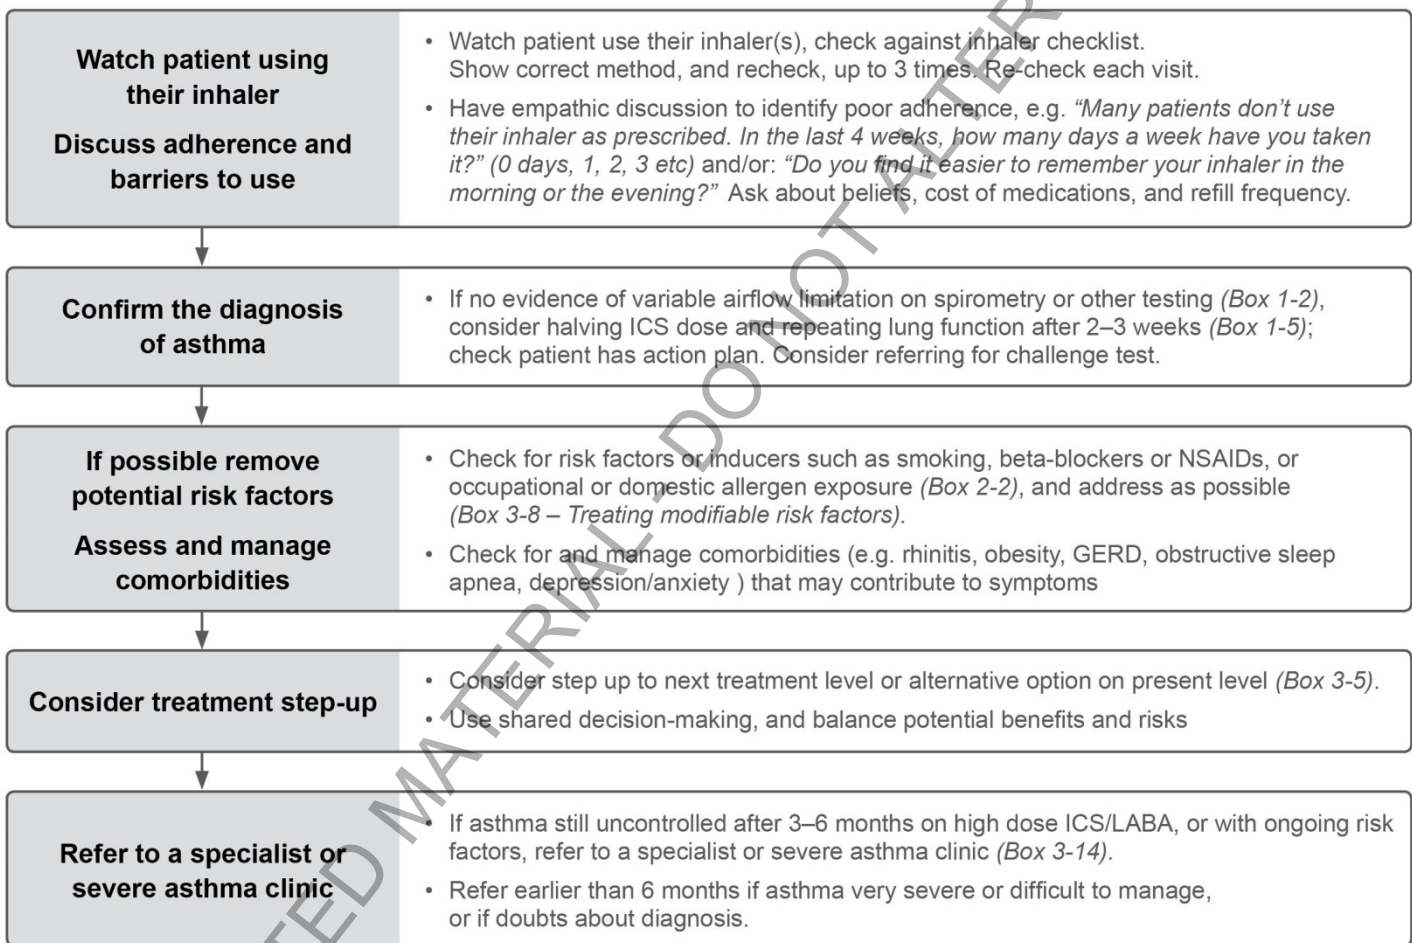 Watch patient using
their inhaler
Discuss adherence and
barriers to use
• Watch patient use their inhaler(s), check against inhaler checklist.
Show correct method, and recheck, up to 3 times. Re-check each visit.
• Have empathic discussion to identify poor adherence, e.g. “Many patients don’t use
their inhaler as prescribed. In the last 4 weeks, how many days a week have you taken
it?” (0 days, 1, 2, 3 etc) and/or: “Do you find it easier to remember your inhaler in the
morning or the evening?” Ask about beliefs, cost of medications, and refill frequency.
Confirm the diagnosis
of asthma
• If no evidence of variable airflow limitation on spirometry or other testing (Box 1-2),
consider halving ICS dose and repeating lung function after 2–3 weeks (Box 1-5);
check patient has action plan. Consider referring for challenge test.
If possible remove
potential risk factors
Assess and manage
comorbidities
• Check for risk factors or inducers such as smoking, beta-blockers or NSAIDs, or
occupational or domestic allergen exposure (Box 2-2), and address as possible
(Box 3-8 – Treating modifiable risk factors).
• Check for and manage comorbidities (e.g. rhinitis, obesity, GERD, obstructive sleep
apnea, depression/anxiety ) that may contribute to symptoms
Consider treatment step-up
• Consider step up to next treatment level or alternative option on present level (Box 3-5).
• Use shared decision-making, and balance potential benefits and risks
Refer to a specialist or
severe asthma clinic
• If asthma still uncontrolled after 3–6 months on high dose ICS/LABA, or with ongoing risk
factors, refer to a specialist or severe asthma clinic (Box 3-14).
• Refer earlier than 6 months if asthma very severe or difficult to manage,
or if doubts about diagnosis.
TED MATERIAL - DO NOT ALTER